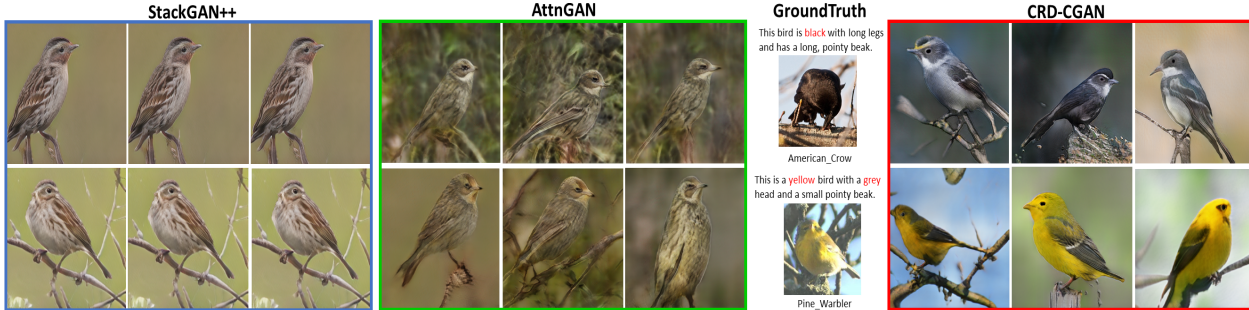 StackGAN++
AttnGAN
GroundTruth
CRD-CGAN
This bird is black with long legs
and has a long, pointy beak.
American_Crow
This is a yellow bird with a grey
head and a small pointy beak.
Pine_Warbler